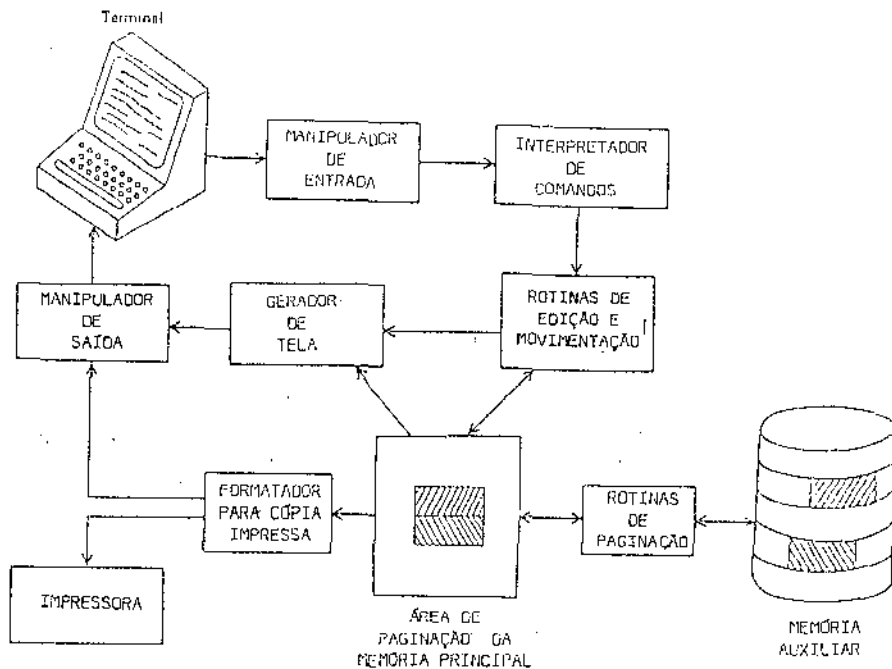 Terminal
MANIPULADOR
DE
ENTRADA
INTERPRETADOR
DE
COMANDOS
MANIPULADOR
DE
SAÍDA
GERADOR
DE
TELA
ROTINAS DE
EDIÇÃO E
MOVIMENTAÇÃO
FORMATADOR
PARA CÓPIA
IMPRESSA
ROTINAS
DE
PAGINAÇÃO
IMPRESSORA
ÁREA DE
PAGINAÇÃO DA
MEMÓRIA PRINCIPAL
MEMÓRIA
AUXILIAR